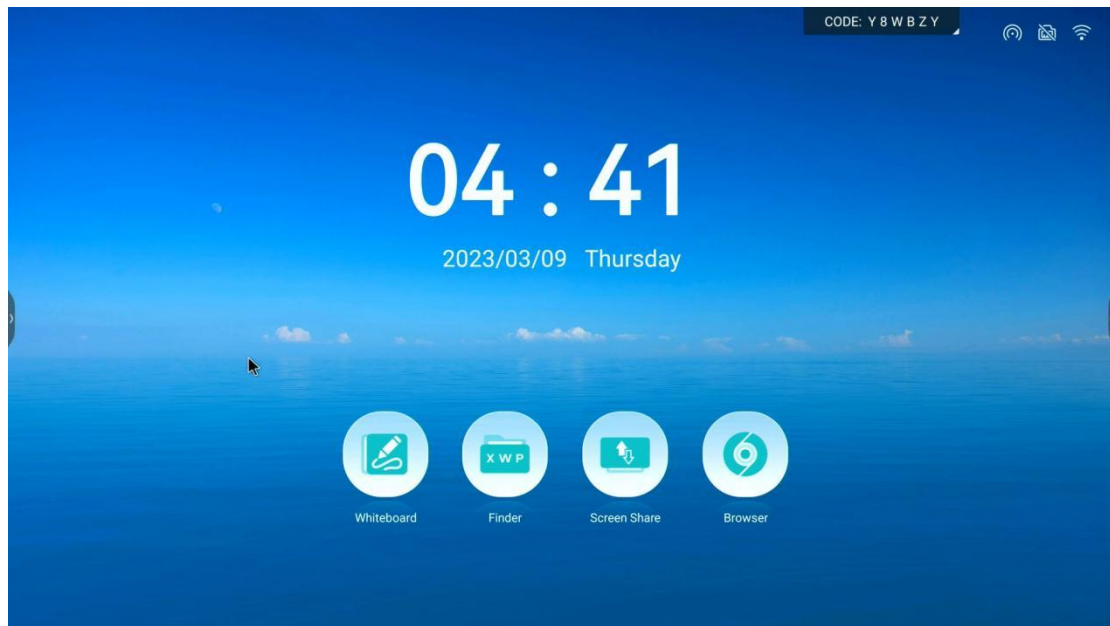 CODE: Y 8 W B Z Y
04 : 41
2023/03/09 Thursday
X W P
Whiteboard Finder Screen Share Browser